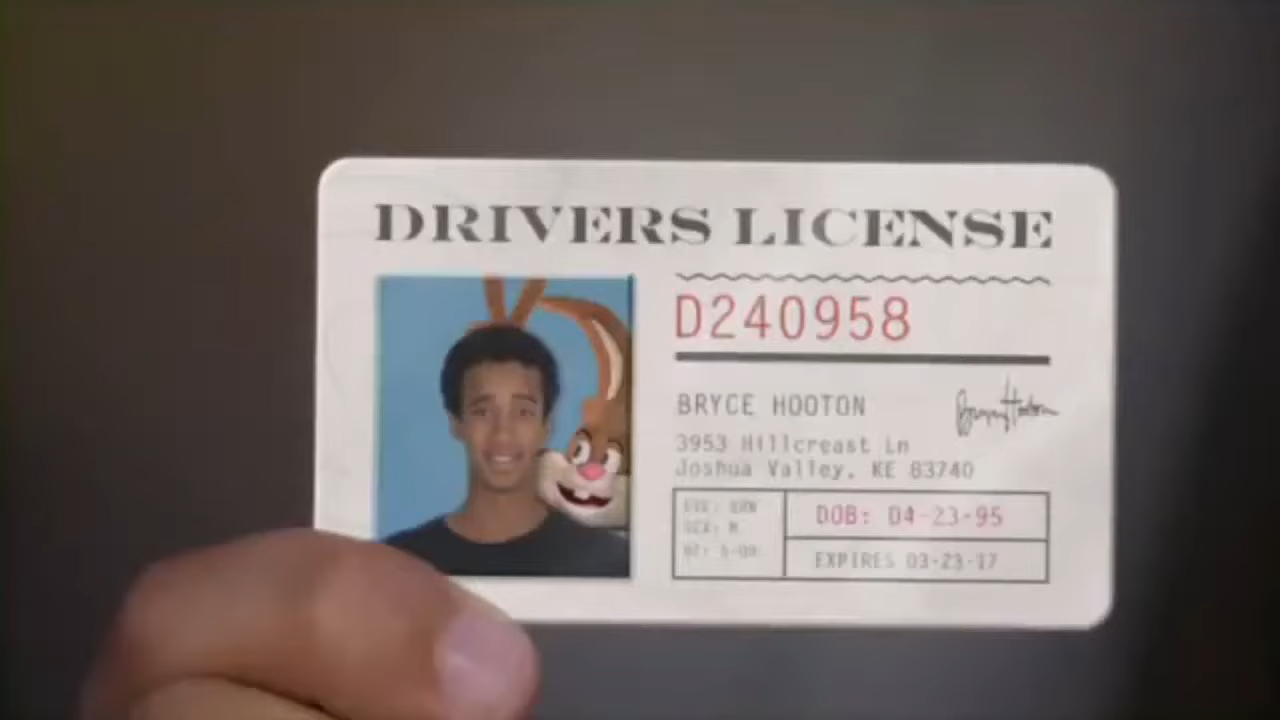 DRIVERS LICENSE
D240958
BRYCE HOOTON
3953 Hillcreast Ln
Joshua Valley, KE 83740
SEX: M
DOB: 04-23-95
EXPIRES 03-23-17